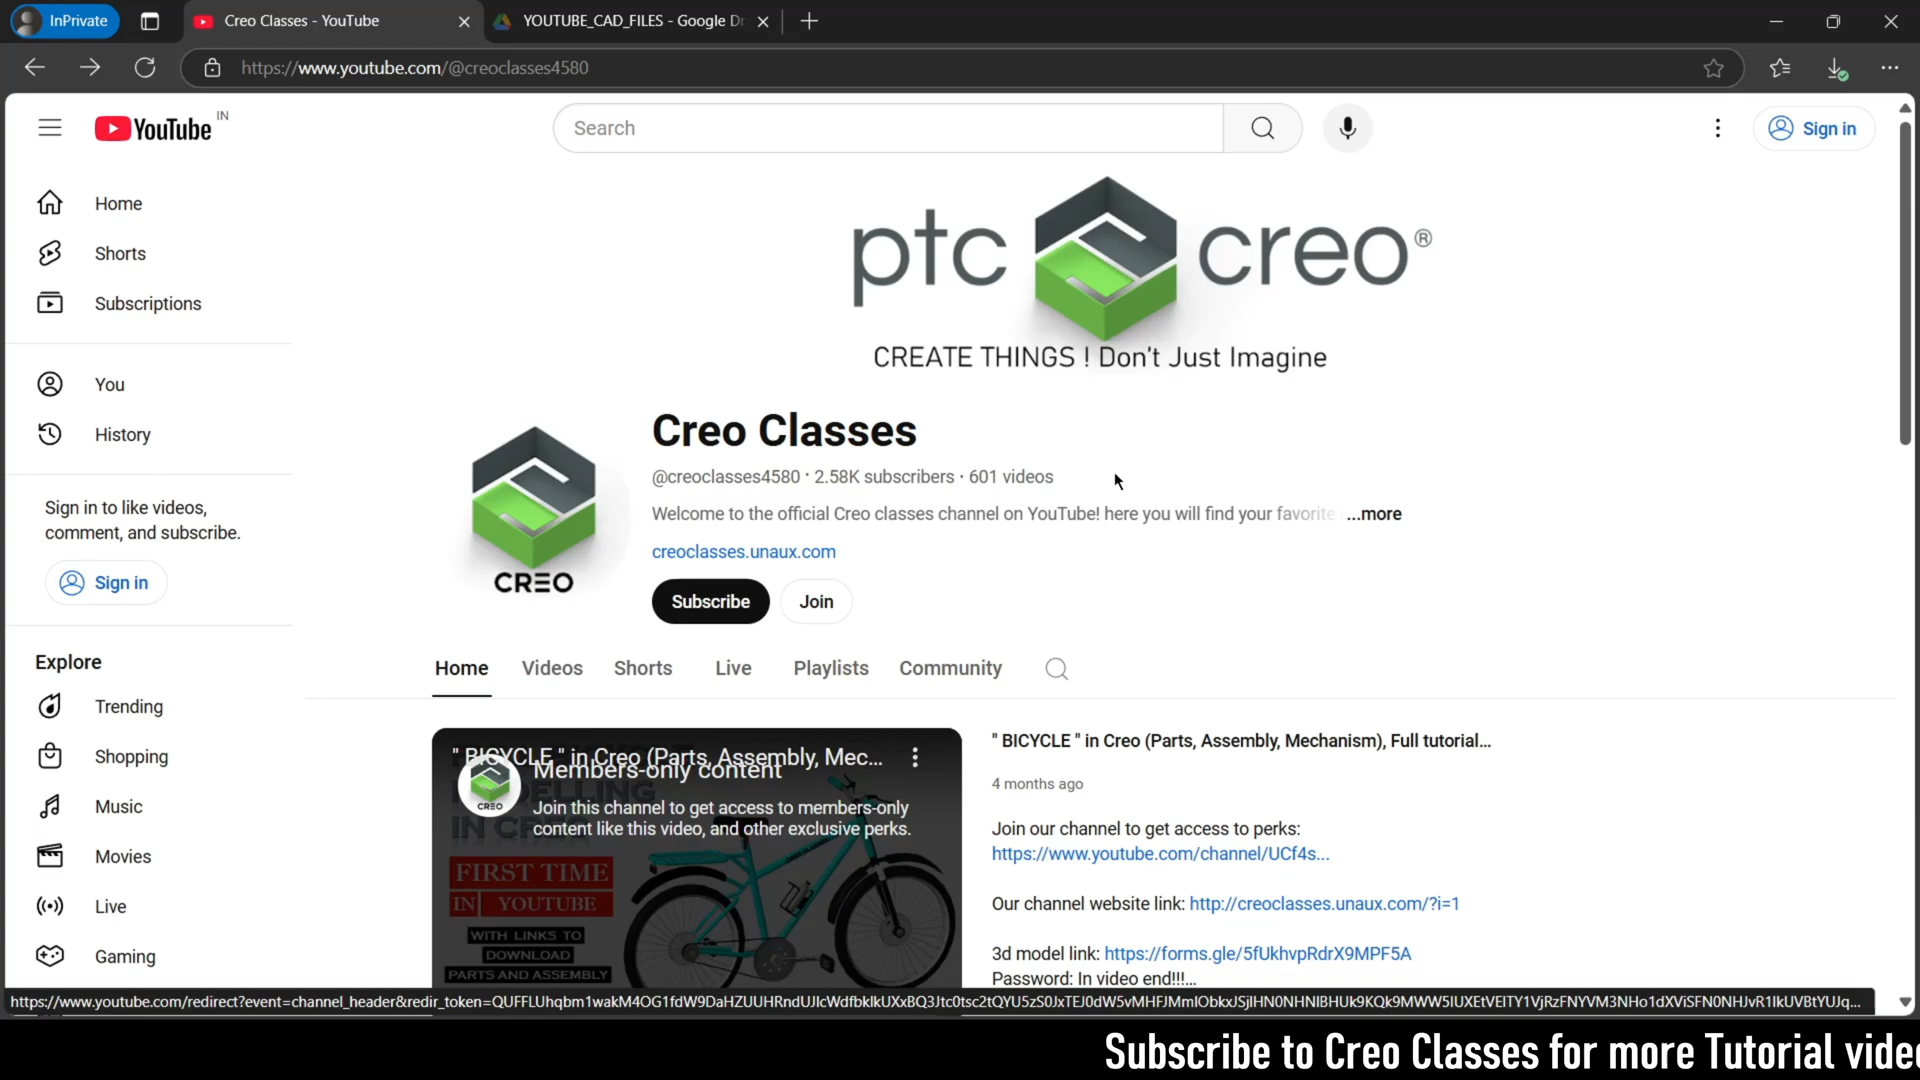 InPrivate
Creo Classes - YouTube
YOUTUBE_CAD_FILES - Google Dr
https://www.youtube.com/@creoclasses4580
YouTube IN
Search
Sign in
Home
Shorts
Subscriptions
You
History
Sign in to like videos,
comment, and subscribe.
Sign in
Explore
Trending
Shopping
Music
Movies
Live
Gaming
ptc creo®
CREATE THINGS ! Don't Just Imagine
CREO
Creo Classes
@creoclasses4580 · 2.58K subscribers · 601 videos
Welcome to the official Creo classes channel on YouTube! here you will find your favorite ...more
creoclasses.unaux.com
Subscribe
Join
Home Videos Shorts Live Playlists Community
" BICYCLE " in Creo (Parts, Assembly, Mec...
Members-only content
Join this channel to get access to members-only
content like this video, and other exclusive perks.
CREO
IN CREO
FIRST TIME
IN YOUTUBE
WITH LINKS TO
DOWNLOAD
PARTS AND ASSEMBLY
" BICYCLE " in Creo (Parts, Assembly, Mechanism), Full tutorial...
4 months ago
Join our channel to get access to perks:
https://www.youtube.com/channel/UCf4s...
Our channel website link: http://creoclasses.unaux.com/?i=1
3d model link: https://forms.gle/5fUkhvpRdrX9MPF5A
Password: In video end!!!...
Subscribe to Creo Classes for more Tutorial